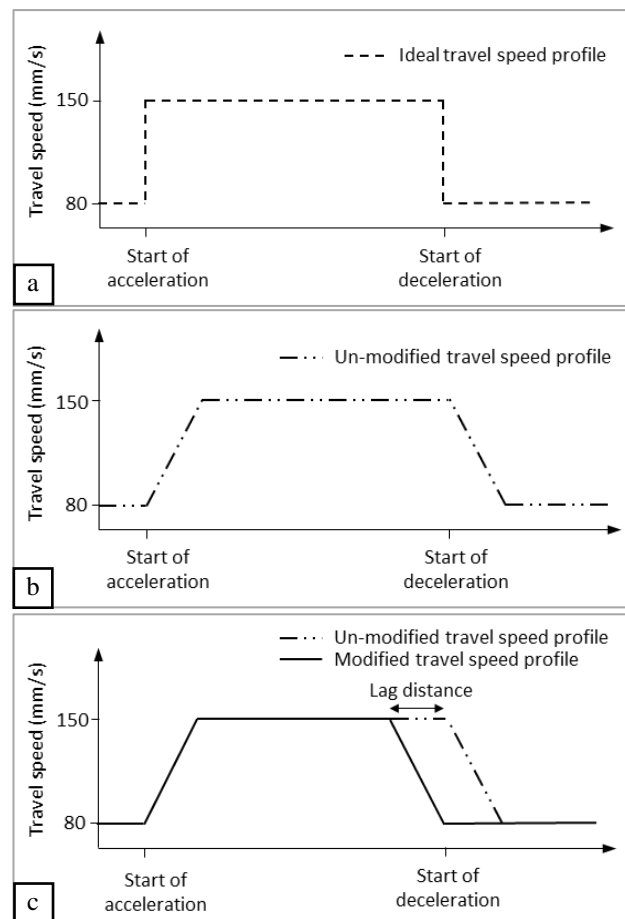 Ideal travel speed profile
Travel speed (mm/s)
150
80
Start of
acceleration
Start of
deceleration
a
Un-modified travel speed profile
Travel speed (mm/s)
150
80
Start of
acceleration
Start of
deceleration
b
Un-modified travel speed profile
Modified travel speed profile
Lag distance
Travel speed (mm/s)
150
80
Start of
acceleration
Start of
deceleration
c